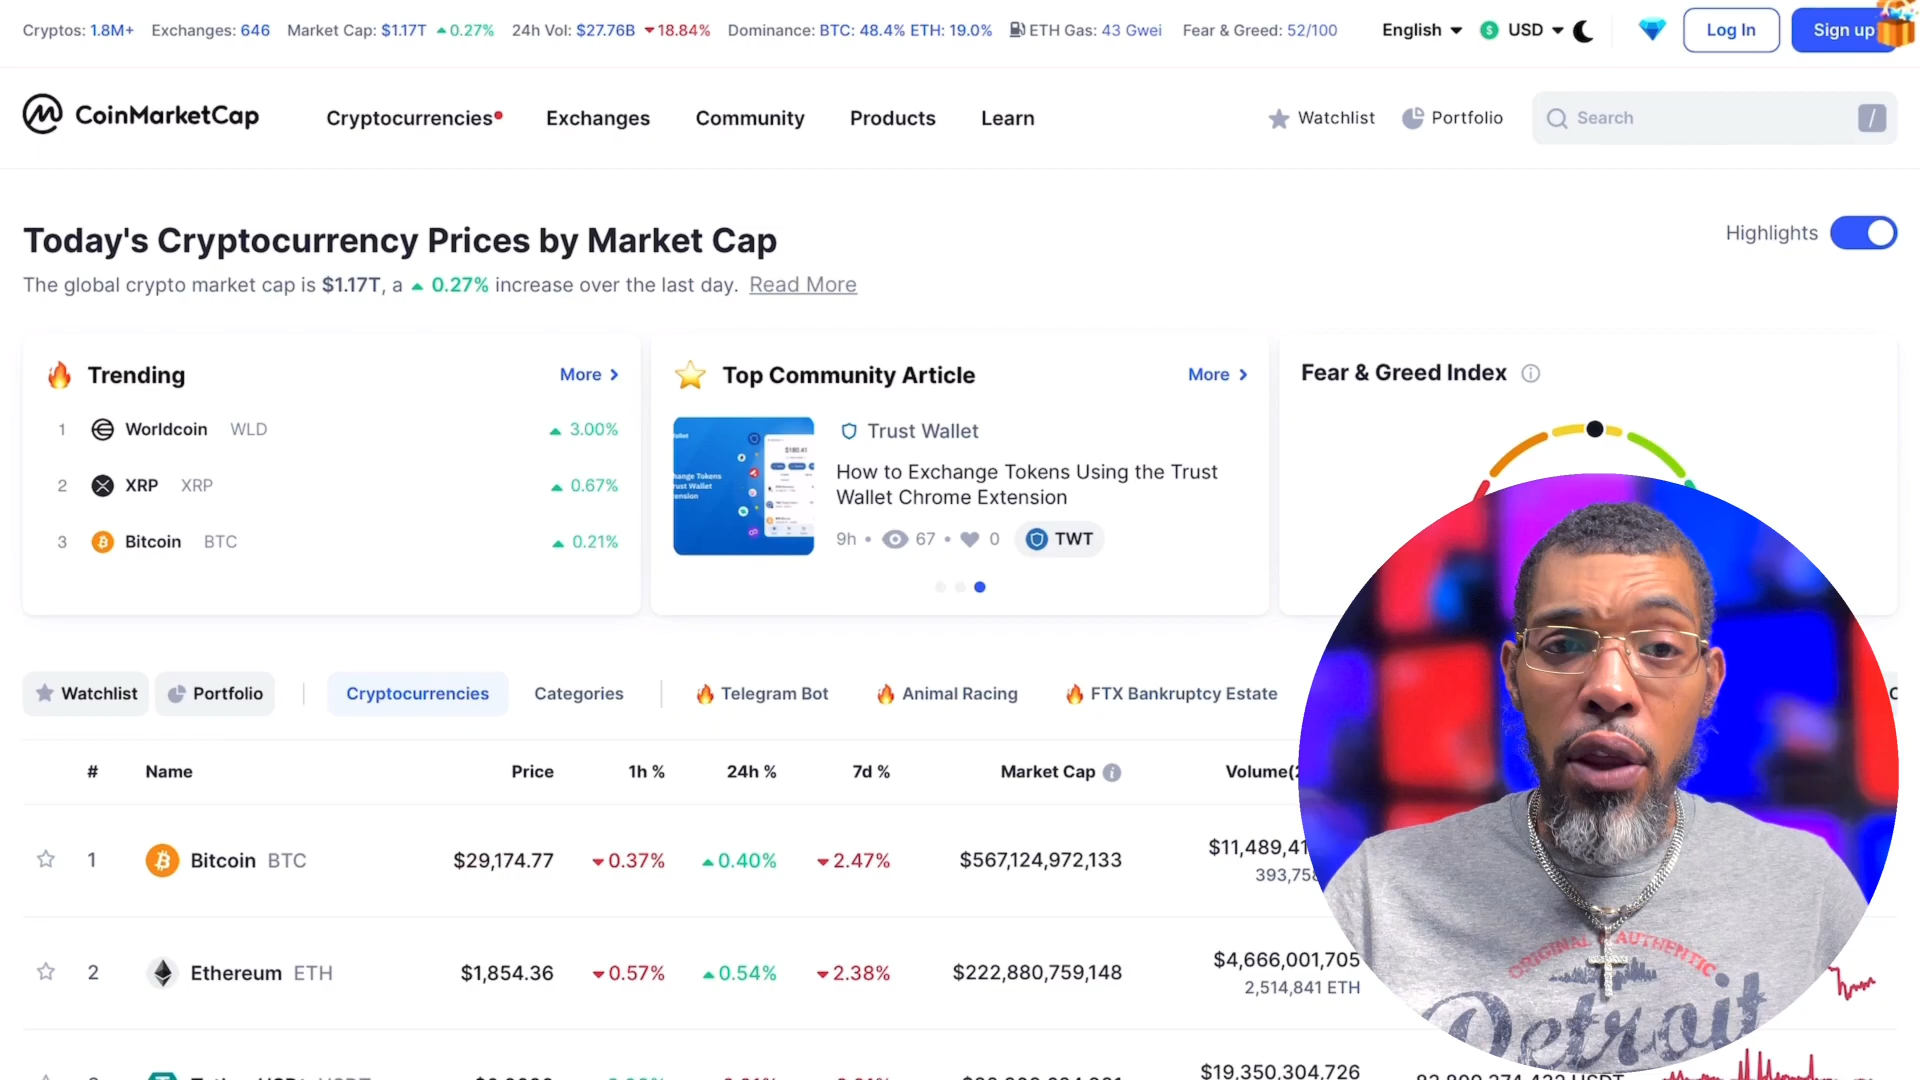 Cryptos: 1.8M+ Exchanges: 646 Market Cap: $1.17T 0.27% 24h Vol: $27.76B 18.84% Dominance: BTC: 48.4% ETH: 19.0% ETH Gas: 43 Gwei Fear & Greed: 52/100 English USD Log In Sign up
CoinMarketCap Cryptocurrencies Exchanges Community Products Learn Watchlist Portfolio Search /
Today's Cryptocurrency Prices by Market Cap
Highlights
The global crypto market cap is $1.17T, a 0.27% increase over the last day. Read More
Trending More
1 Worldcoin WLD 3.00%
2 XRP XRP 0.67%
3 Bitcoin BTC 0.21%
Top Community Article More
Trust Wallet
How to Exchange Tokens Using the Trust
Wallet Chrome Extension
9h • 67 • 0 TWT
Fear & Greed Index
Watchlist Portfolio Cryptocurrencies Categories Telegram Bot Animal Racing FTX Bankruptcy Estate
# Name Price 1h % 24h % 7d % Market Cap Volume(2
1 Bitcoin BTC $29,174.77 0.37% 0.40% 2.47% $567,124,972,133 $11,489,41
393,758
2 Ethereum ETH $1,854.36 0.57% 0.54% 2.38% $222,880,759,148 $4,666,001,705
2,514,841 ETH
$19,350,304,726
ORIGINAL & AUTHENTIC
Detroit